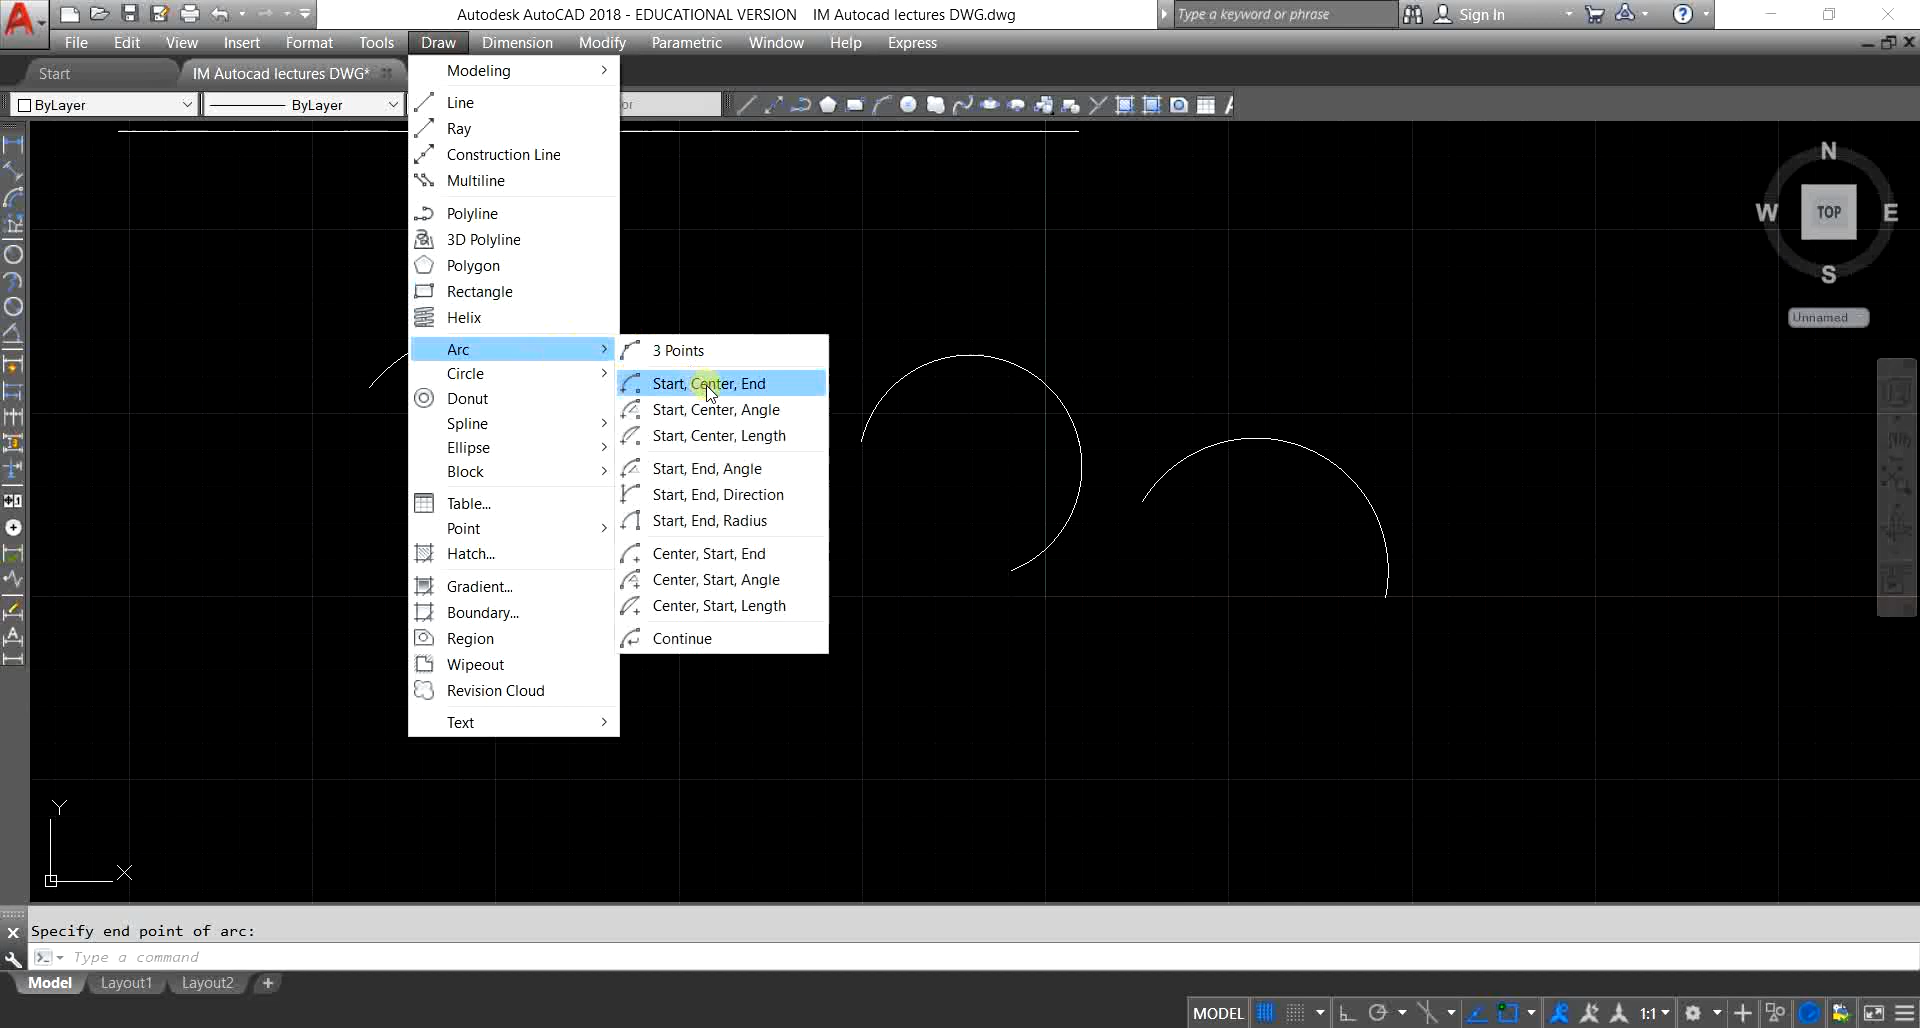 Autodesk AutoCAD 2018 - EDUCATIONAL VERSION IM Autocad lectures DWG.dwg
Type a keyword or phrase
Sign In
File Edit View Insert Format Tools Draw Dimension Modify Parametric Window Help Express
Start
IM Autocad lectures DWG*
ByLayer
ByLayer
or
Modeling
Line
Ray
Construction Line
Multiline
Polyline
3D Polyline
Polygon
Rectangle
Helix
Arc
Circle
Donut
Spline
Ellipse
Block
Table...
Point
Hatch...
Gradient...
Boundary...
Region
Wipeout
Revision Cloud
Text
3 Points
Start, Center, End
Start, Center, Angle
Start, Center, Length
Start, End, Angle
Start, End, Direction
Start, End, Radius
Center, Start, End
Center, Start, Angle
Center, Start, Length
Continue
N
W TOP E
S
Unnamed
Y
X
Specify end point of arc:
Type a command
Model Layout1 Layout2 +
MODEL 1:1